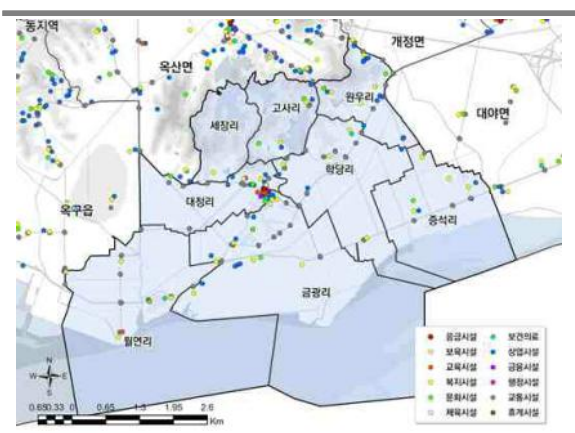 동지역
개정면
옥산면
원우리
고사리
세장리
대야면
학당리
대정리
옥구읍
증석리
금광리
월연리
N
W E
S
0.65 0.33 0 0.65 1.3 1.95 2.6
Km
응급시설 보건의료
보육시설 상업시설
교육시설 금융시설
복지시설 행정시설
문화시설 교통시설
체육시설 휴게시설